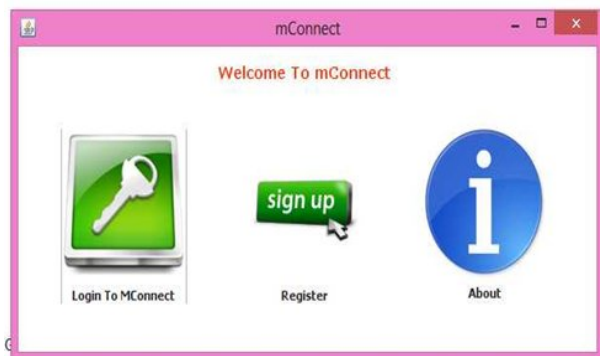 mConnect
Welcome To mConnect
sign up
Login To MConnect
Register
About